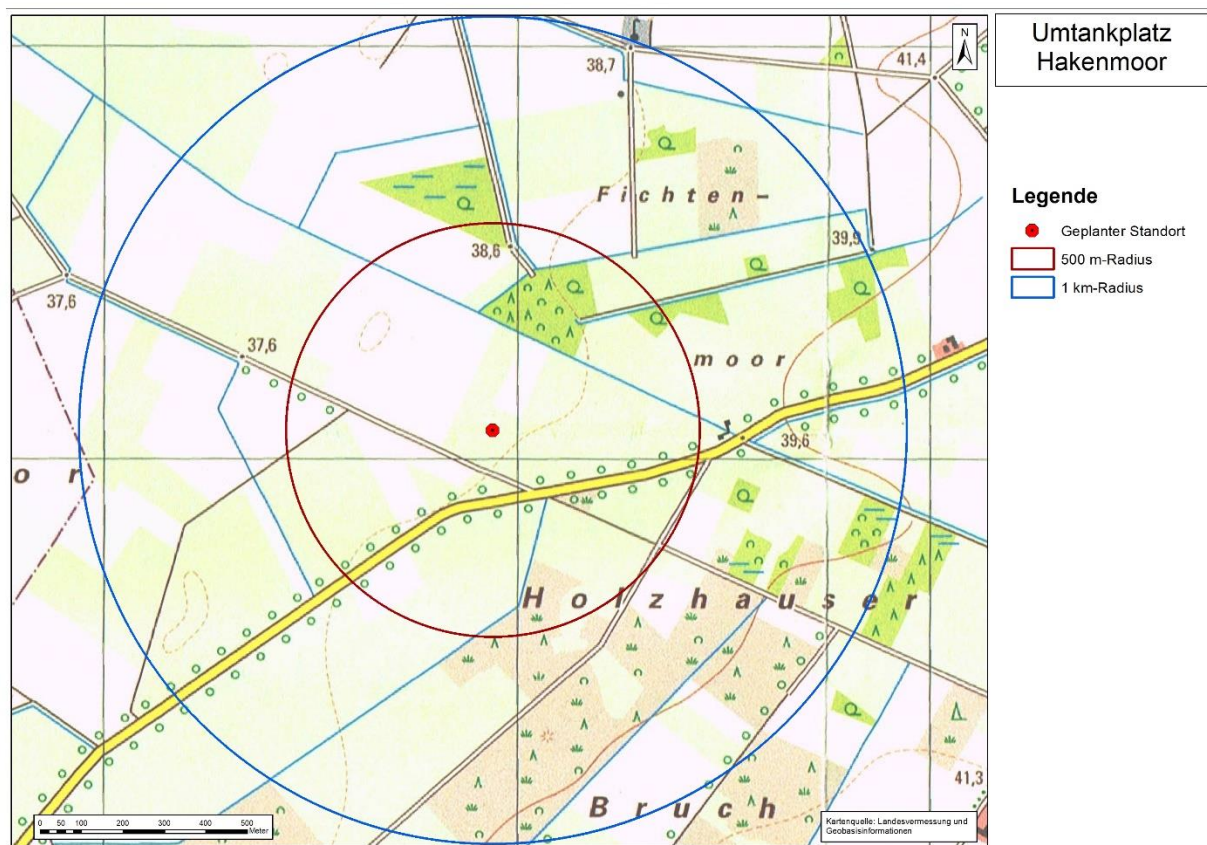 Umtankplatz
Hakenmoor
N
38,7
41,4
Fichten-
38,6
39,9
37,6
37,6
moor
39,6
or
Holzhauser
Bruch
41,3
0 50 100 200 300 400 500
Meter
Kartenquelle: Landesvermessung und
Geobasisinformationen
Legende
Geplanter Standort
500 m-Radius
1 km-Radius